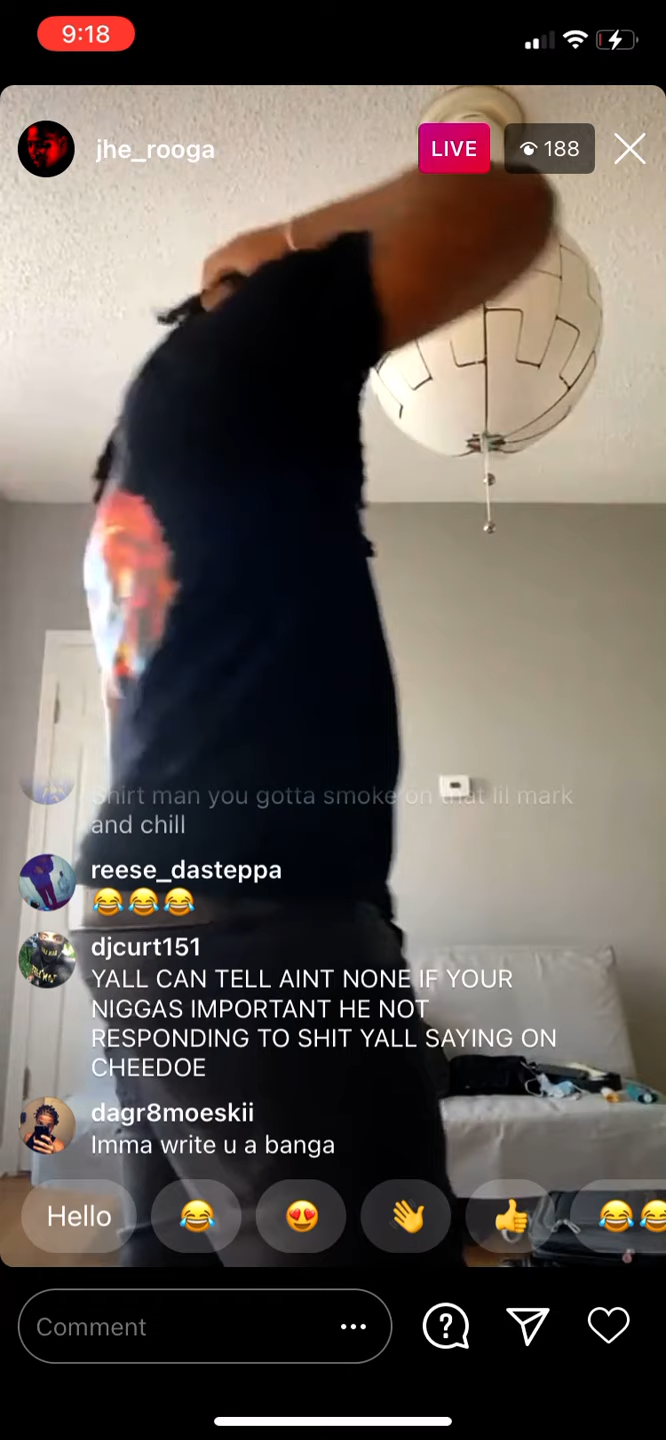 9:18
jhe_rooga
LIVE
188
Shirt man you gotta smoke on that lil mark
and chill
reese_dasteppa
😂😂😂
djcurt151
YALL CAN TELL AINT NONE IF YOUR
NIGGAS IMPORTANT HE NOT
RESPONDING TO SHIT YALL SAYING ON
CHEEDOE
dagr8moeskii
Imma write u a banga
Hello 😂 😍 👋 👍 😂😂
Comment